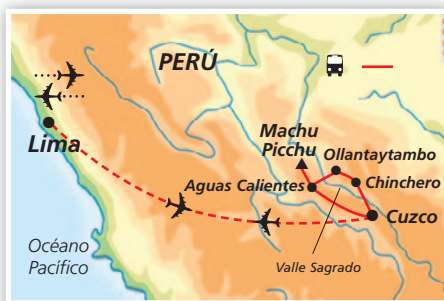 PERÚ
Lima
Machu
Picchu
Ollantaytambo
Aguas Calientes
Chinchero
Cuzco
Valle Sagrado
Océano
Pacífico